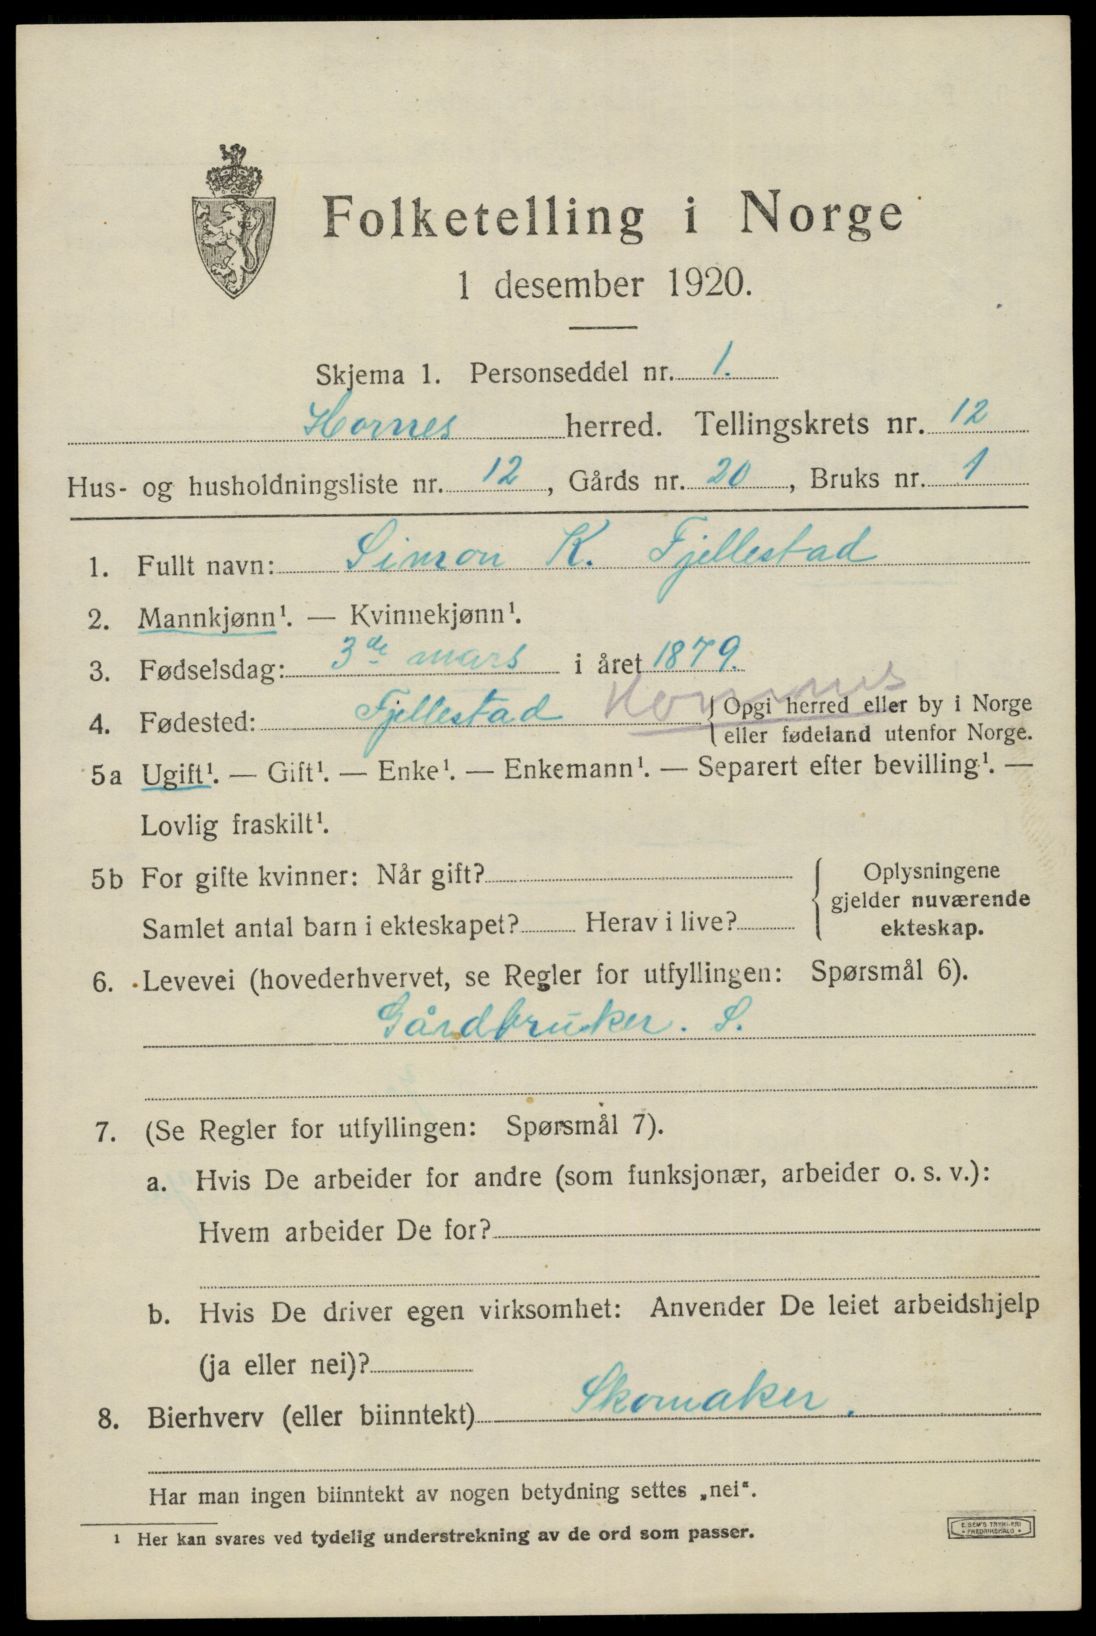 Folketelling i Norge
1 desember 1920.
Skjema 1. Personseddel nr. 1.
Hornes herred. Tellingskrets nr. 12
Hus- og husholdningsliste nr. 12, Gårds nr. 20, Bruks nr. 1
1. Fullt navn: Simon K. Fjellestad
2. Mannkjønn¹. — Kvinnekjønn¹.
3. Fødselsdag: 3de mars i året 1879.
4. Fødested: Fjellestad Hornnes { Opgi herred eller by i Norge
eller fødeland utenfor Norge.
5a Ugift¹. — Gift¹. — Enke¹. — Enkemann¹. — Separert efter bevilling¹. —
Lovlig fraskilt¹.
5b For gifte kvinner: Når gift?
Samlet antal barn i ekteskapet? Herav i live?
{ Oplysningene
gjelder nuværende
ekteskap.
6. Levevei (hovederhvervet, se Regler for utfyllingen: Spørsmål 6).
Gårdbruker. S.
7. (Se Regler for utfyllingen: Spørsmål 7).
a. Hvis De arbeider for andre (som funksjonær, arbeider o. s. v.):
Hvem arbeider De for?
b. Hvis De driver egen virksomhet: Anvender De leiet arbeidshjelp
(ja eller nei)?
8. Bierhverv (eller biinntekt) Skomaker.
Har man ingen biinntekt av nogen betydning settes „nei“.
¹ Her kan svares ved tydelig understrekning av de ord som passer.
E. SEM'S TRYKKERI
• FREDRIKSHALD •